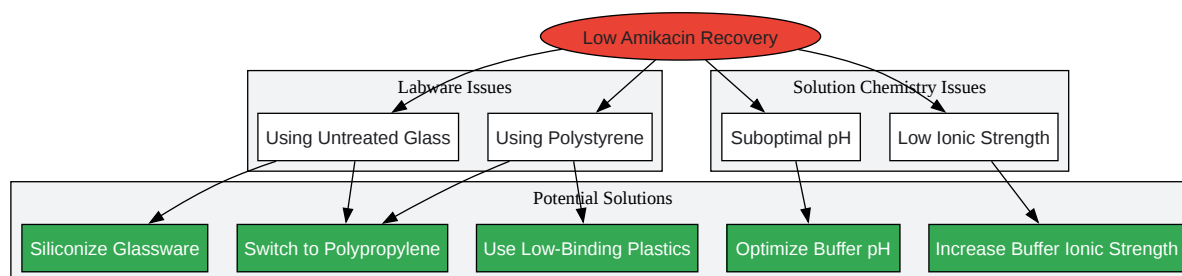 Low Amikacin Recovery
Labware Issues
Solution Chemistry Issues
Using Untreated Glass
Using Polystyrene
Suboptimal pH
Low Ionic Strength
Potential Solutions
Siliconize Glassware
Switch to Polypropylene
Use Low-Binding Plastics
Optimize Buffer pH
Increase Buffer Ionic Strength